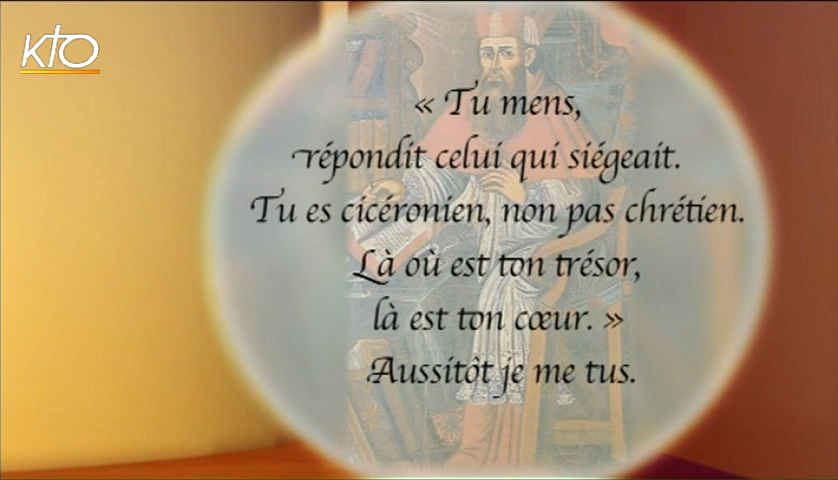 KTO
« Tu mens,
répondit celui qui siégeait.
Tu es cicéronien, non pas chrétien.
Là où est ton trésor,
là est ton cœur. »
Aussitôt je me tus.